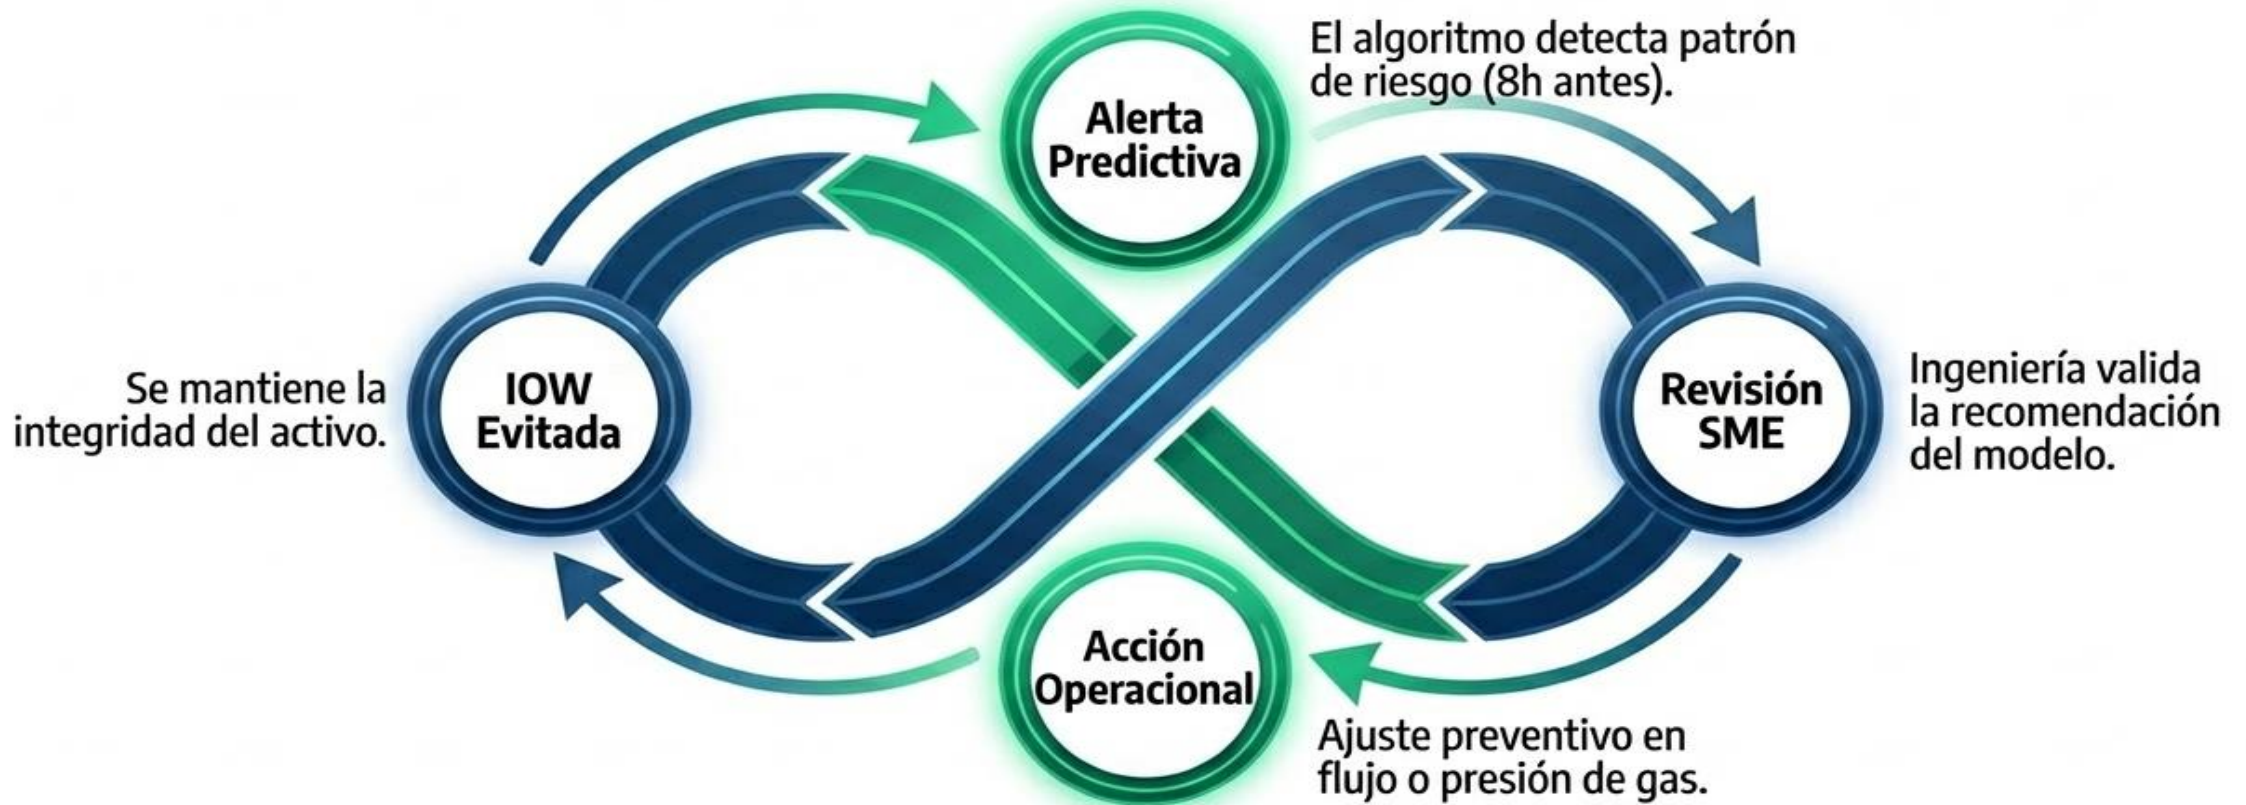 Alerta
Predictiva
El algoritmo detecta patrón
de riesgo (8h antes).
Revisión
SME
Ingeniería valida
la recomendación
del modelo.
Acción
Operacional
Ajuste preventivo en
flujo o presión de gas.
IOW
Evitada
Se mantiene la
integridad del activo.